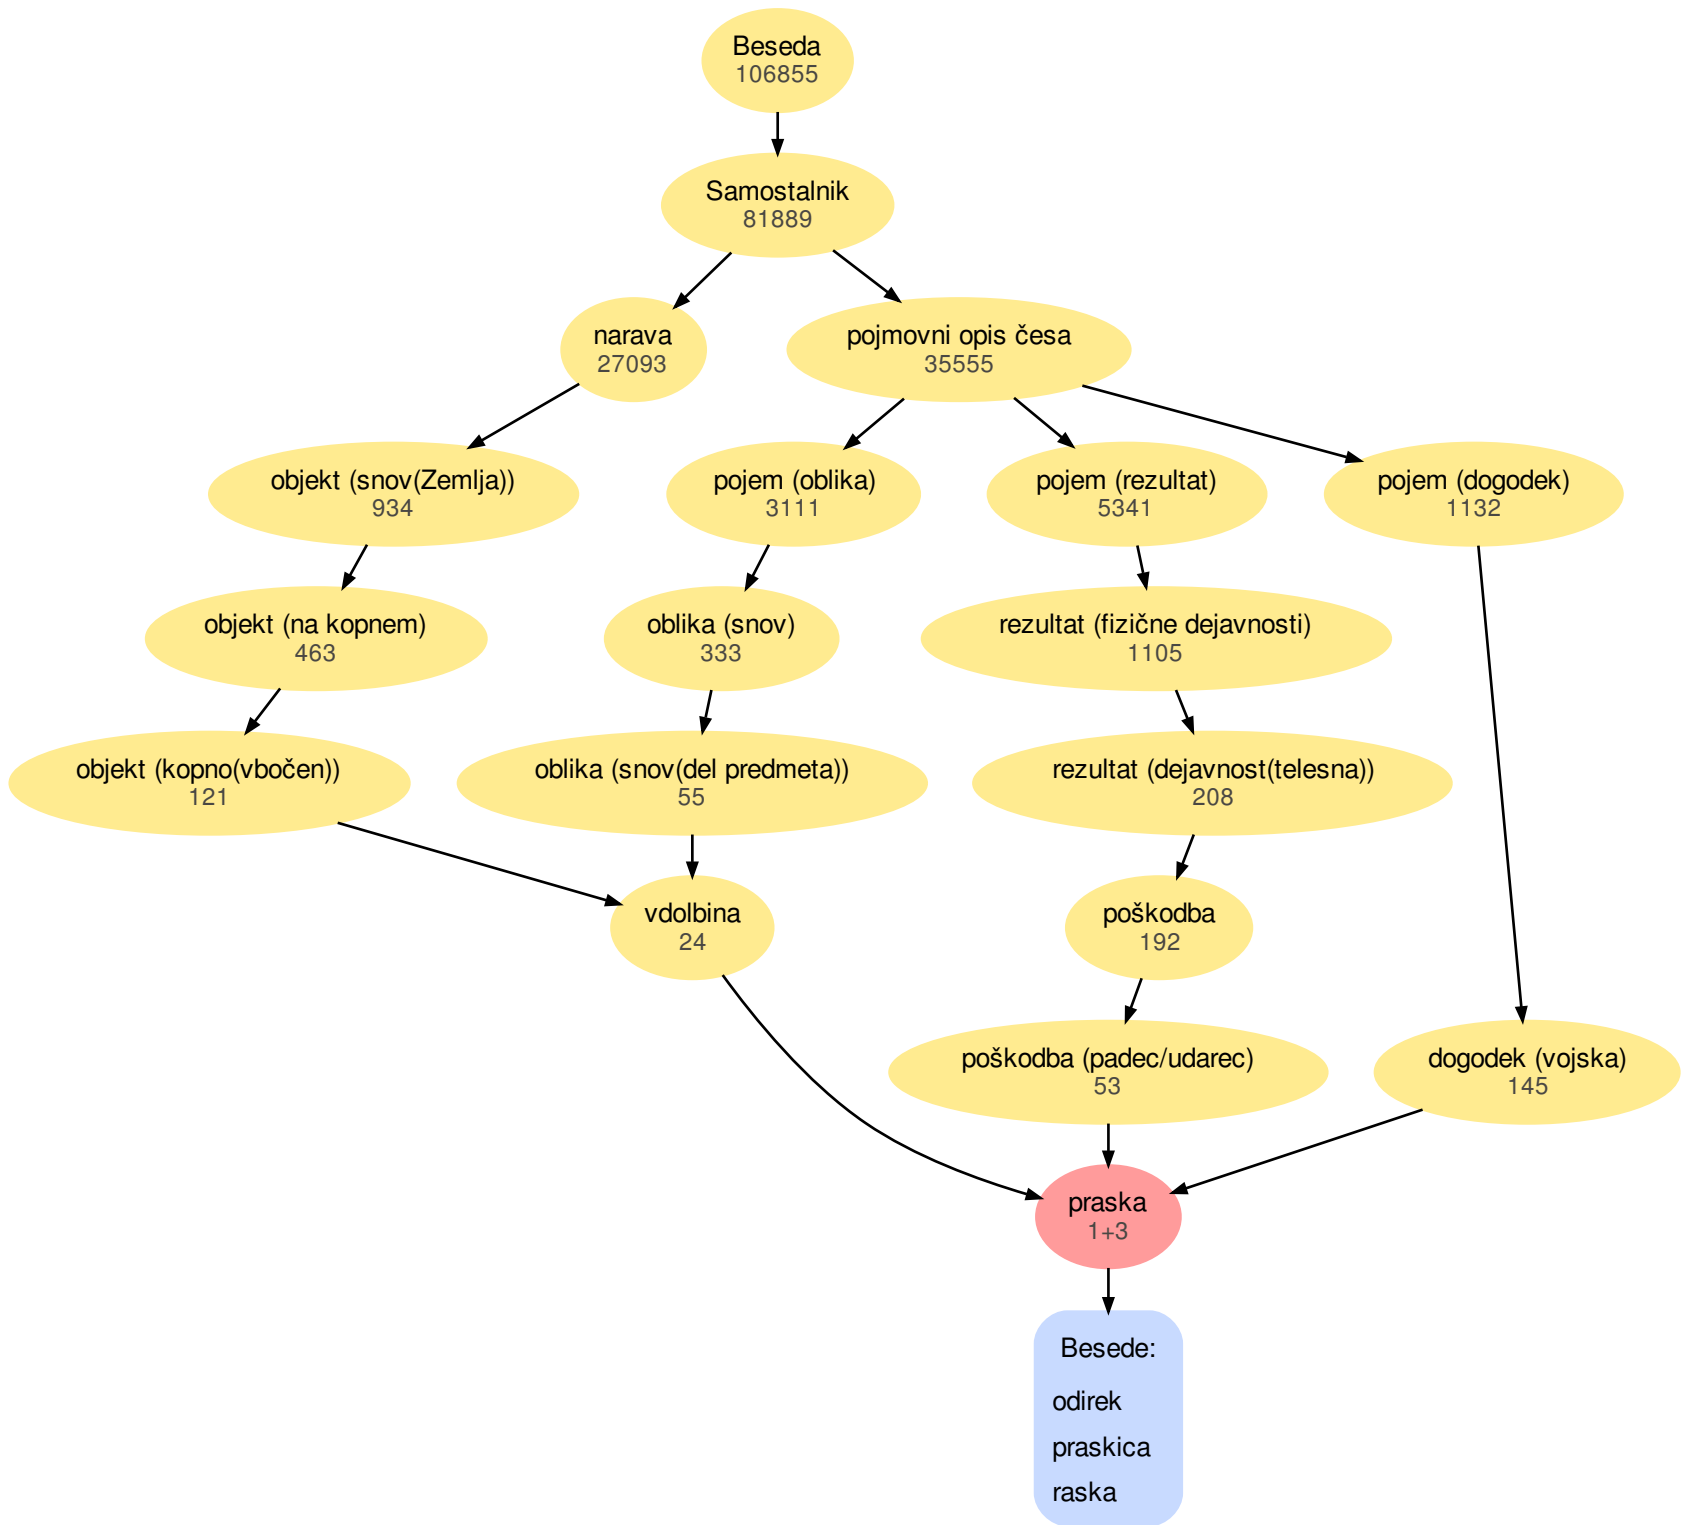 Beseda
106855
Samostalnik
81889
narava
27093
pojmovni opis česa
35555
objekt (snov(Zemlja))
934
pojem (oblika)
3111
pojem (rezultat)
5341
pojem (dogodek)
1132
objekt (na kopnem)
463
oblika (snov)
333
rezultat (fizične dejavnosti)
1105
objekt (kopno(vbočen))
121
oblika (snov(del predmeta))
55
rezultat (dejavnost(telesna))
208
vdolbina
24
poškodba
192
poškodba (padec/udarec)
53
dogodek (vojska)
145
praska
1+3
Besede:
odirek
praskica
raska